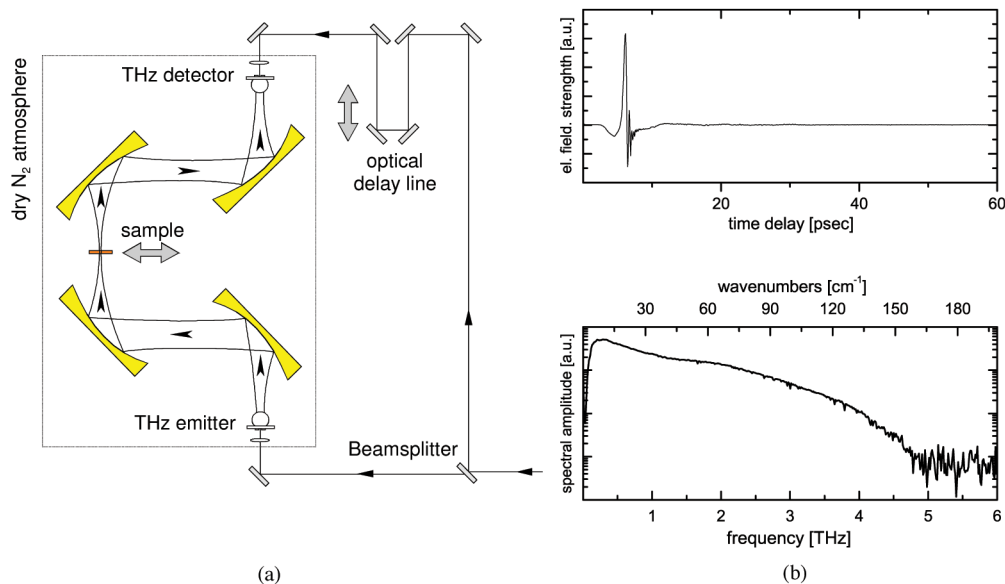 (a)
dry N2 atmosphere
THz detector
optical
delay line
sample
THz emitter
Beamsplitter
(b)
el. field. strenghth [a.u.]
20
40
60
time delay [psec]
wavenumbers [cm-1]
30
60
90
120
150
180
spectral amplitude [a.u.]
1
2
3
4
5
6
frequency [THz]